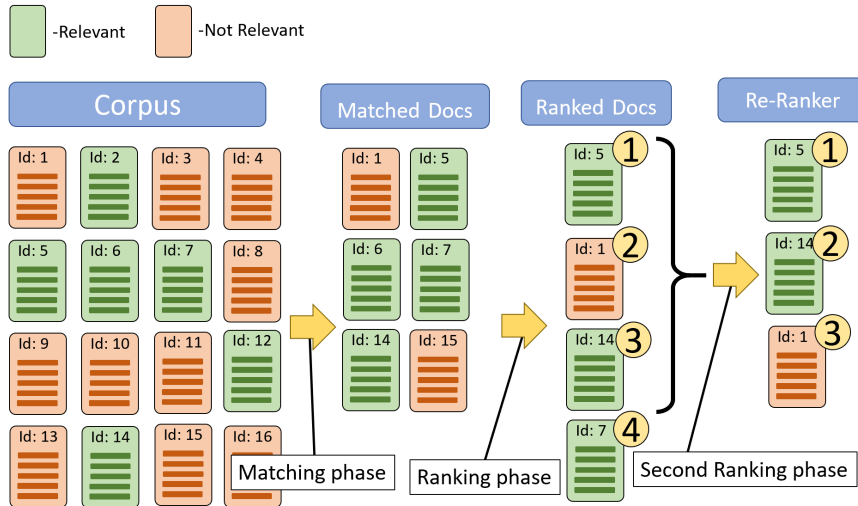 -Relevant
-Not Relevant
Corpus
Matched Docs
Ranked Docs
Re-Ranker
Id: 1
Id: 2
Id: 3
Id: 4
Id: 5
Id: 6
Id: 7
Id: 8
Id: 9
Id: 10
Id: 11
Id: 12
Id: 13
Id: 14
Id: 15
Id: 16
Matching phase
Id: 1
Id: 5
Id: 6
Id: 7
Id: 14
Id: 15
Ranking phase
Id: 5
1
Id: 1
2
Id: 14
3
Id: 7
4
Second Ranking phase
Id: 5
1
Id: 14
2
Id: 1
3